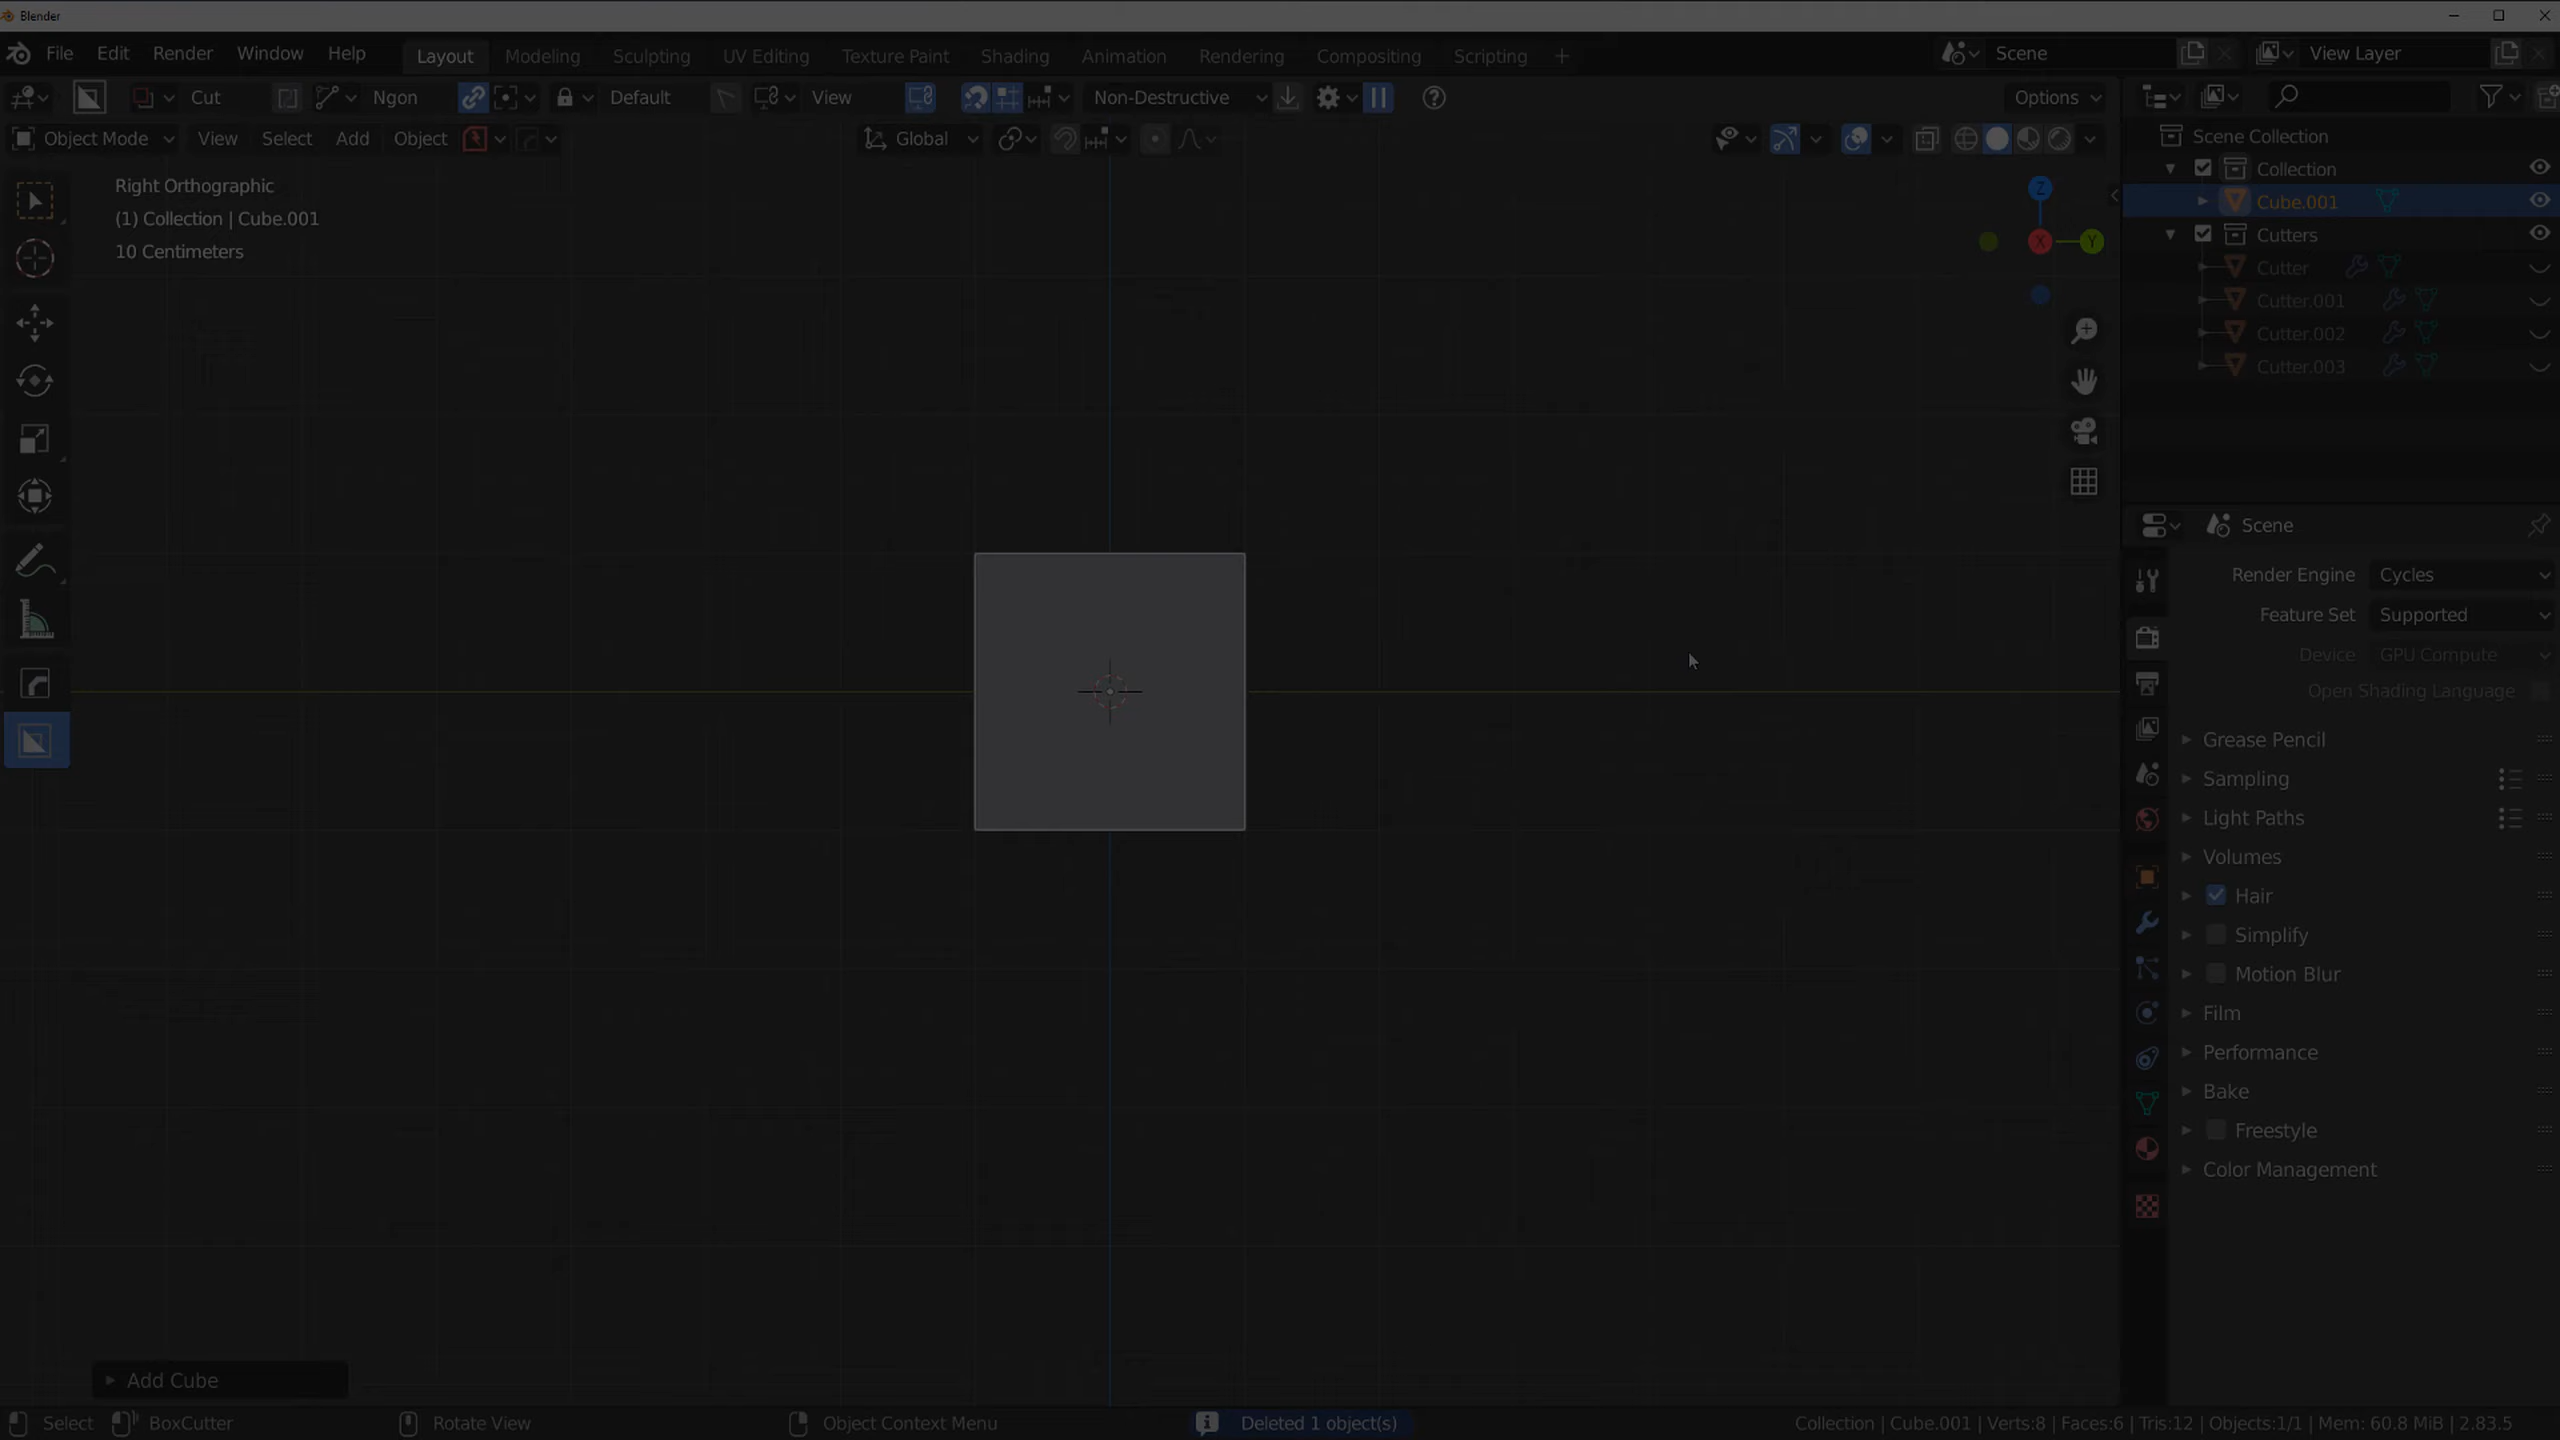 Blender
File Edit Render Window Help Layout Modeling Sculpting UV Editing Texture Paint Shading Animation Rendering Compositing Scripting + Scene View Layer
Cut Ngon Default View Non-Destructive Options
Object Mode View Select Add Object Global
Right Orthographic
(1) Collection | Cube.001
10 Centimeters
Z
X
Y
Scene Collection
Collection
Cube.001
Cutters
Cutter
Cutter.001
Cutter.002
Cutter.003
Scene
Render Engine Cycles
Feature Set Supported
Device GPU Compute
Open Shading Language
Grease Pencil
Sampling
Light Paths
Volumes
Hair
Simplify
Motion Blur
Film
Performance
Bake
Freestyle
Color Management
Add Cube
Select BoxCutter Rotate View Object Context Menu Deleted 1 object(s) Collection | Cube.001 | Verts:8 | Faces:6 | Tris:12 | Objects:1/1 | Mem: 60.8 MiB | 2.83.5